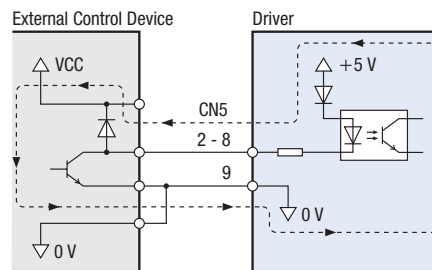 External Control Device
Driver
VCC
+5 V
CN5
2 - 8
9
0 V
0 V